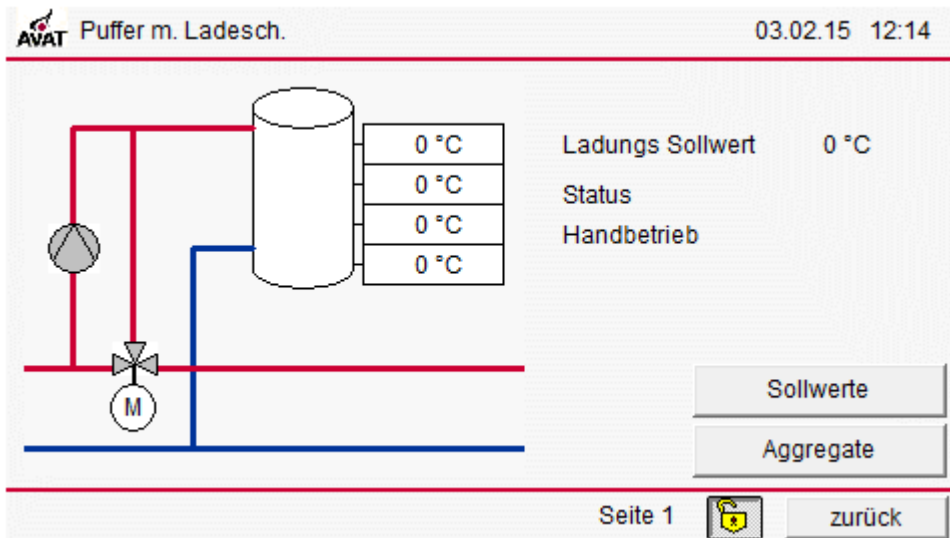 AVAT Puffer m. Ladesch. 03.02.15 12:14
0 °C
0 °C
0 °C
0 °C
Ladungs Sollwert 0 °C
Status
Handbetrieb
M
Sollwerte
Aggregate
Seite 1 zurück